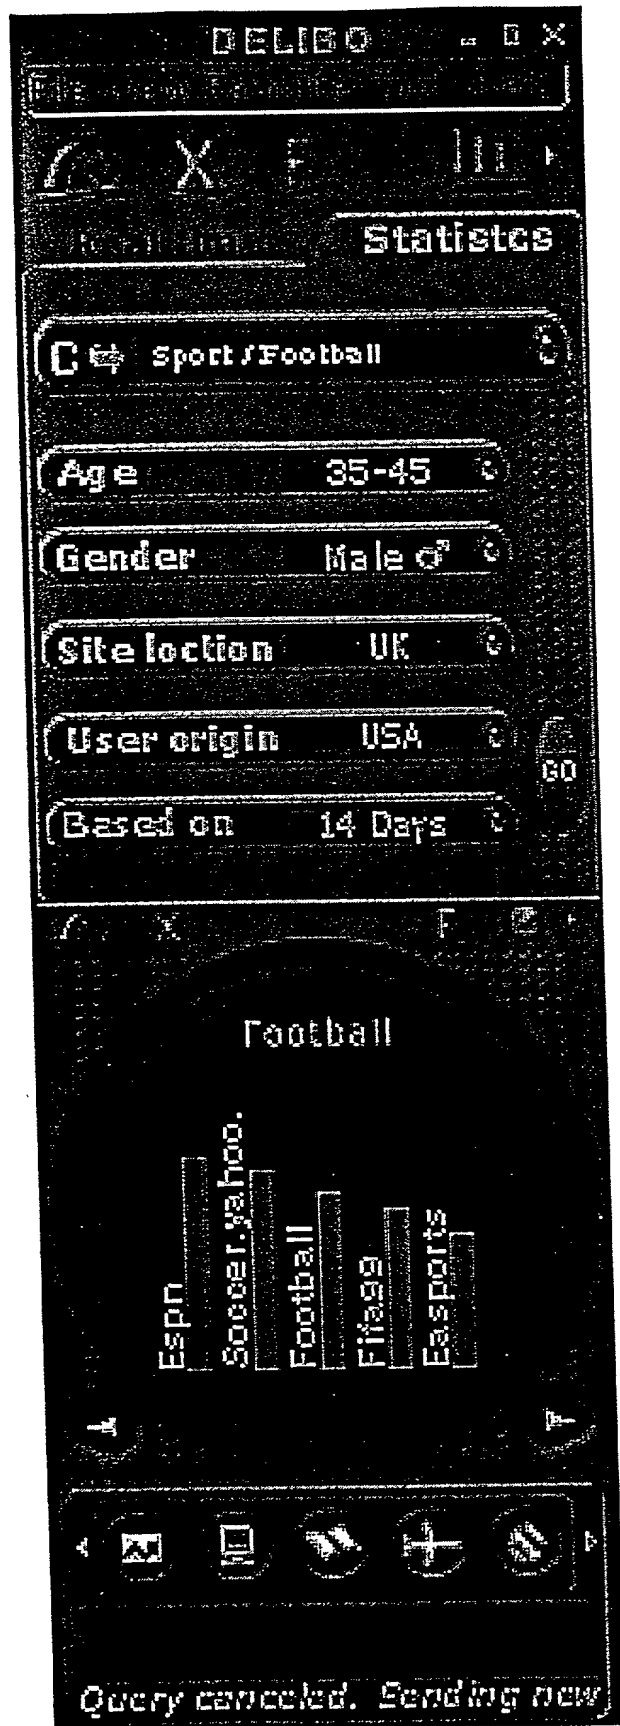 DELIBO
X F
Statistcs
C Sport/Football
Age 35-45
Gender Male ♂
Site loction UK
User origin USA
GO
Based on 14 Days
X F
Football
Espn
Soccer.yahoo.
Football
Fifagg
Easports
Query canceled. Sending new